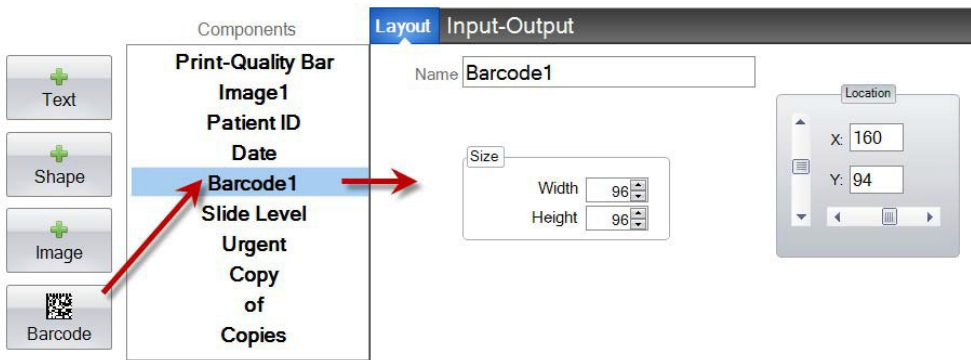 Components
Print-Quality Bar
Image1
Patient ID
Date
Barcode1
Slide Level
Urgent
Copy
of
Copies
Text
Shape
Image
Barcode
Layout Input-Output
Name Barcode1
Size
Width 96
Height 96
Location
X: 160
Y: 94